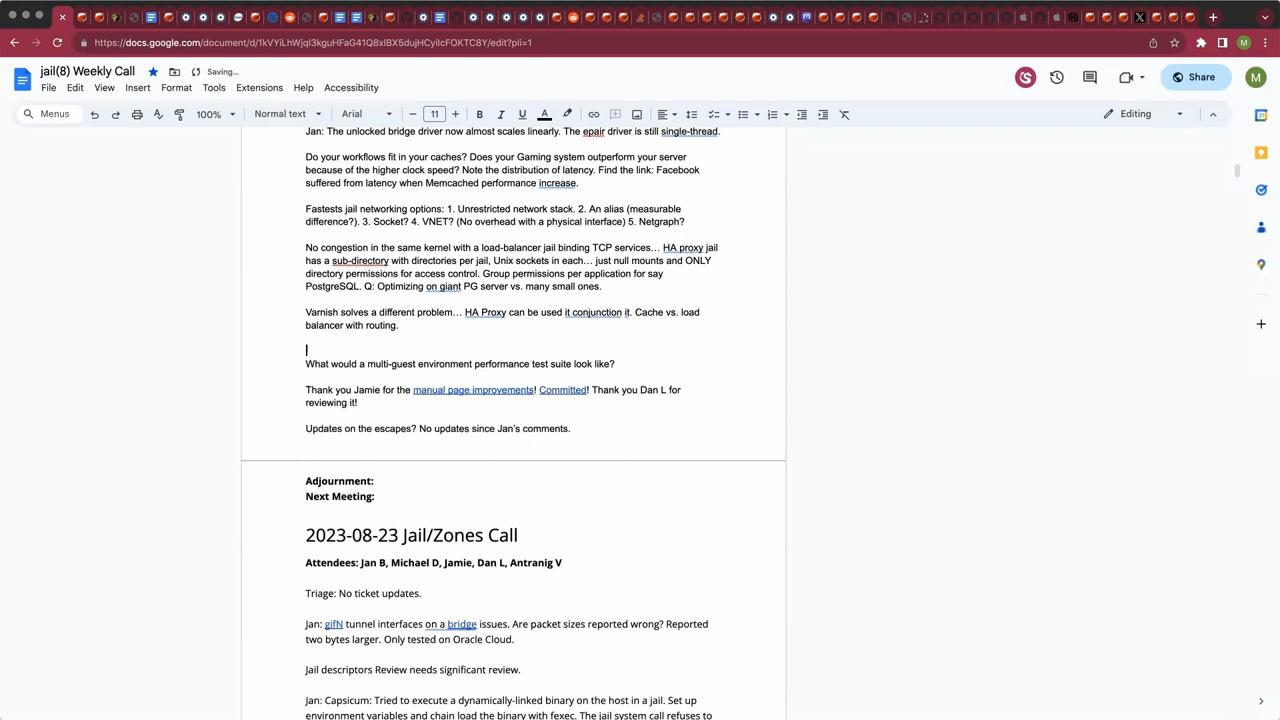 https://docs.google.com/document/d/1kVYiLhWjqI3kguHFaG41Q8xlBX5dujHCyiIcFOKTC8Y/edit?pli=1
jail(8) Weekly Call
Saving…
File Edit View Insert Format Tools Extensions Help Accessibility
Share
M
M
Menus
100%
Normal text
Arial
11
Editing
Jan: The unlocked bridge driver now almost scales linearly. The epair driver is still single-thread.
Do your workflows fit in your caches? Does your Gaming system outperform your server
because of the higher clock speed? Note the distribution of latency. Find the link: Facebook
suffered from latency when Memcached performance increase.
Fastests jail networking options: 1. Unrestricted network stack. 2. An alias (measurable
difference?). 3. Socket? 4. VNET? (No overhead with a physical interface) 5. Netgraph?
No congestion in the same kernel with a load-balancer jail binding TCP services… HA proxy jail
has a sub-directory with directories per jail, Unix sockets in each… just null mounts and ONLY
directory permissions for access control. Group permissions per application for say
PostgreSQL. Q: Optimizing on giant PG server vs. many small ones.
Varnish solves a different problem… HA Proxy can be used it conjunction it. Cache vs. load
balancer with routing.
What would a multi-guest environment performance test suite look like?
Thank you Jamie for the manual page improvements! Committed! Thank you Dan L for
reviewing it!
Updates on the escapes? No updates since Jan's comments.
Adjournment:
Next Meeting:
2023-08-23 Jail/Zones Call
Attendees: Jan B, Michael D, Jamie, Dan L, Antranig V
Triage: No ticket updates.
Jan: gifN tunnel interfaces on a bridge issues. Are packet sizes reported wrong? Reported
two bytes larger. Only tested on Oracle Cloud.
Jail descriptors Review needs significant review.
Jan: Capsicum: Tried to execute a dynamically-linked binary on the host in a jail. Set up
environment variables and chain load the binary with fexec. The jail system call refuses to